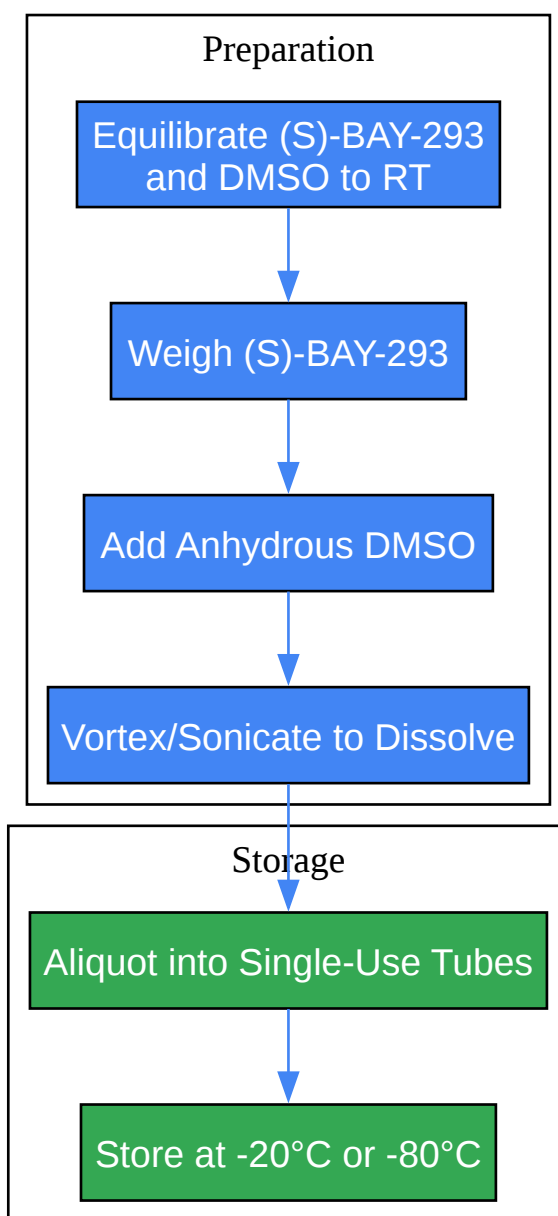 Preparation
Equilibrate (S)-BAY-293
and DMSO to RT
Weigh (S)-BAY-293
Add Anhydrous DMSO
Vortex/Sonicate to Dissolve
Storage
Aliquot into Single-Use Tubes
Store at -20°C or -80°C